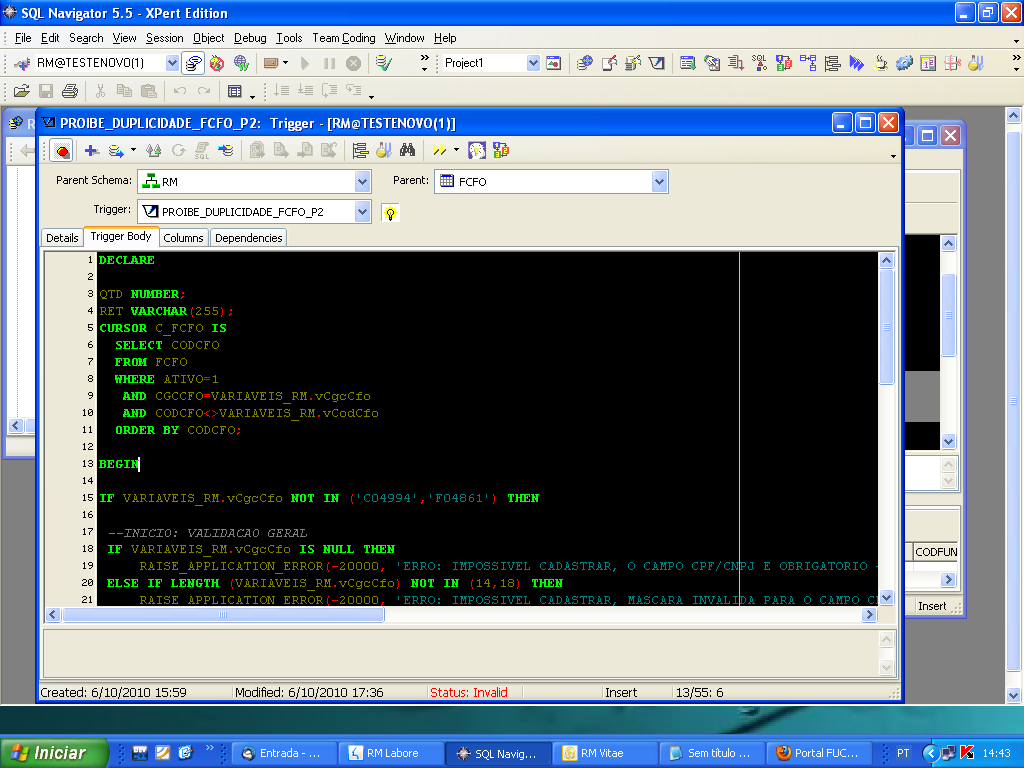 SQL Navigator 5.5 - XPert Edition
File Edit Search View Session Object Debug Tools Team Coding Window Help
RM@TESTENOVO(1) Project1
PROIBE_DUPLICIDADE_FCFO_P2: Trigger - [RM@TESTENOVO(1)]
Parent Schema: RM Parent: FCFO
Trigger: PROIBE_DUPLICIDADE_FCFO_P2
Details Trigger Body Columns Dependencies
1 DECLARE
2
3 QTD NUMBER;
4 RET VARCHAR(255);
5 CURSOR C_FCFO IS
6 SELECT CODCFO
7 FROM FCFO
8 WHERE ATIVO=1
9 AND CGCCFO=VARIAVEIS_RM.vCgcCfo
10 AND CODCFO<>VARIAVEIS_RM.vCodCfo
11 ORDER BY CODCFO;
12
13 BEGIN
14
15 IF VARIAVEIS_RM.vCgcCfo NOT IN ('C04994','F04861') THEN
16
17 --INICIO: VALIDACAO GERAL
18 IF VARIAVEIS_RM.vCgcCfo IS NULL THEN
19 RAISE_APPLICATION_ERROR(-20000, 'ERRO: IMPOSSIVEL CADASTRAR, O CAMPO CPF/CNPJ E OBRIGATORIO -
20 ELSE IF LENGTH (VARIAVEIS_RM.vCgcCfo) NOT IN (14,18) THEN
21 RAISE_APPLICATION_ERROR(-20000, 'ERRO: IMPOSSIVEL CADASTRAR, MASCARA INVALIDA PARA O CAMPO
CODFUN
Insert
Created: 6/10/2010 15:59 Modified: 6/10/2010 17:36 Status: Invalid Insert 13/55: 6
Iniciar Entrada - ... RM Labore SQL Navig... RM Vitae Sem título ... Portal FUC... PT 14:43